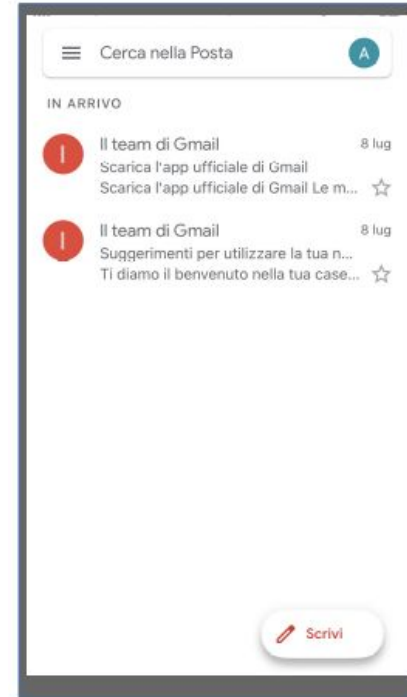 Cerca nella Posta
A
IN ARRIVO
I
Il team di Gmail
8 lug
Scarica l'app ufficiale di Gmail
Scarica l'app ufficiale di Gmail Le m...
I
Il team di Gmail
8 lug
Suggerimenti per utilizzare la tua n...
Ti diamo il benvenuto nella tua case...
Scrivi